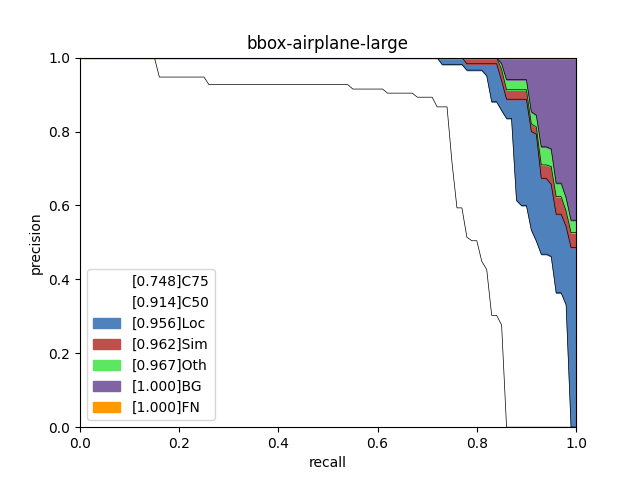 bbox-airplane-large
1.0
0.8
0.6
0.4
0.2
0.0
precision
[0.748]C75
[0.914]C50
[0.956]Loc
[0.962]Sim
[0.967]Oth
[1.000]BG
[1.000]FN
0.0 0.2 0.4 0.6 0.8 1.0
recall